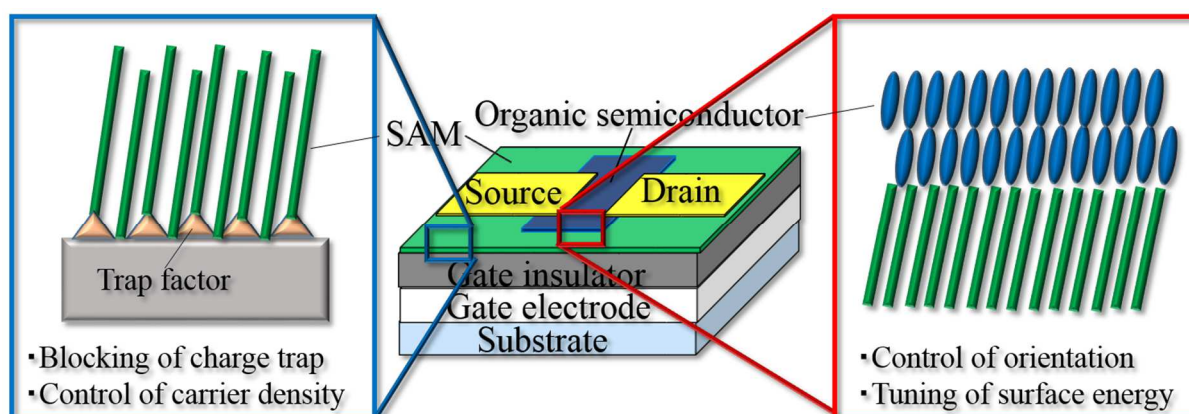 SAM
Trap factor
・Blocking of charge trap
・Control of carrier density
Organic semiconductor
Source
Drain
Gate insulator
Gate electrode
Substrate
・Control of orientation
・Tuning of surface energy